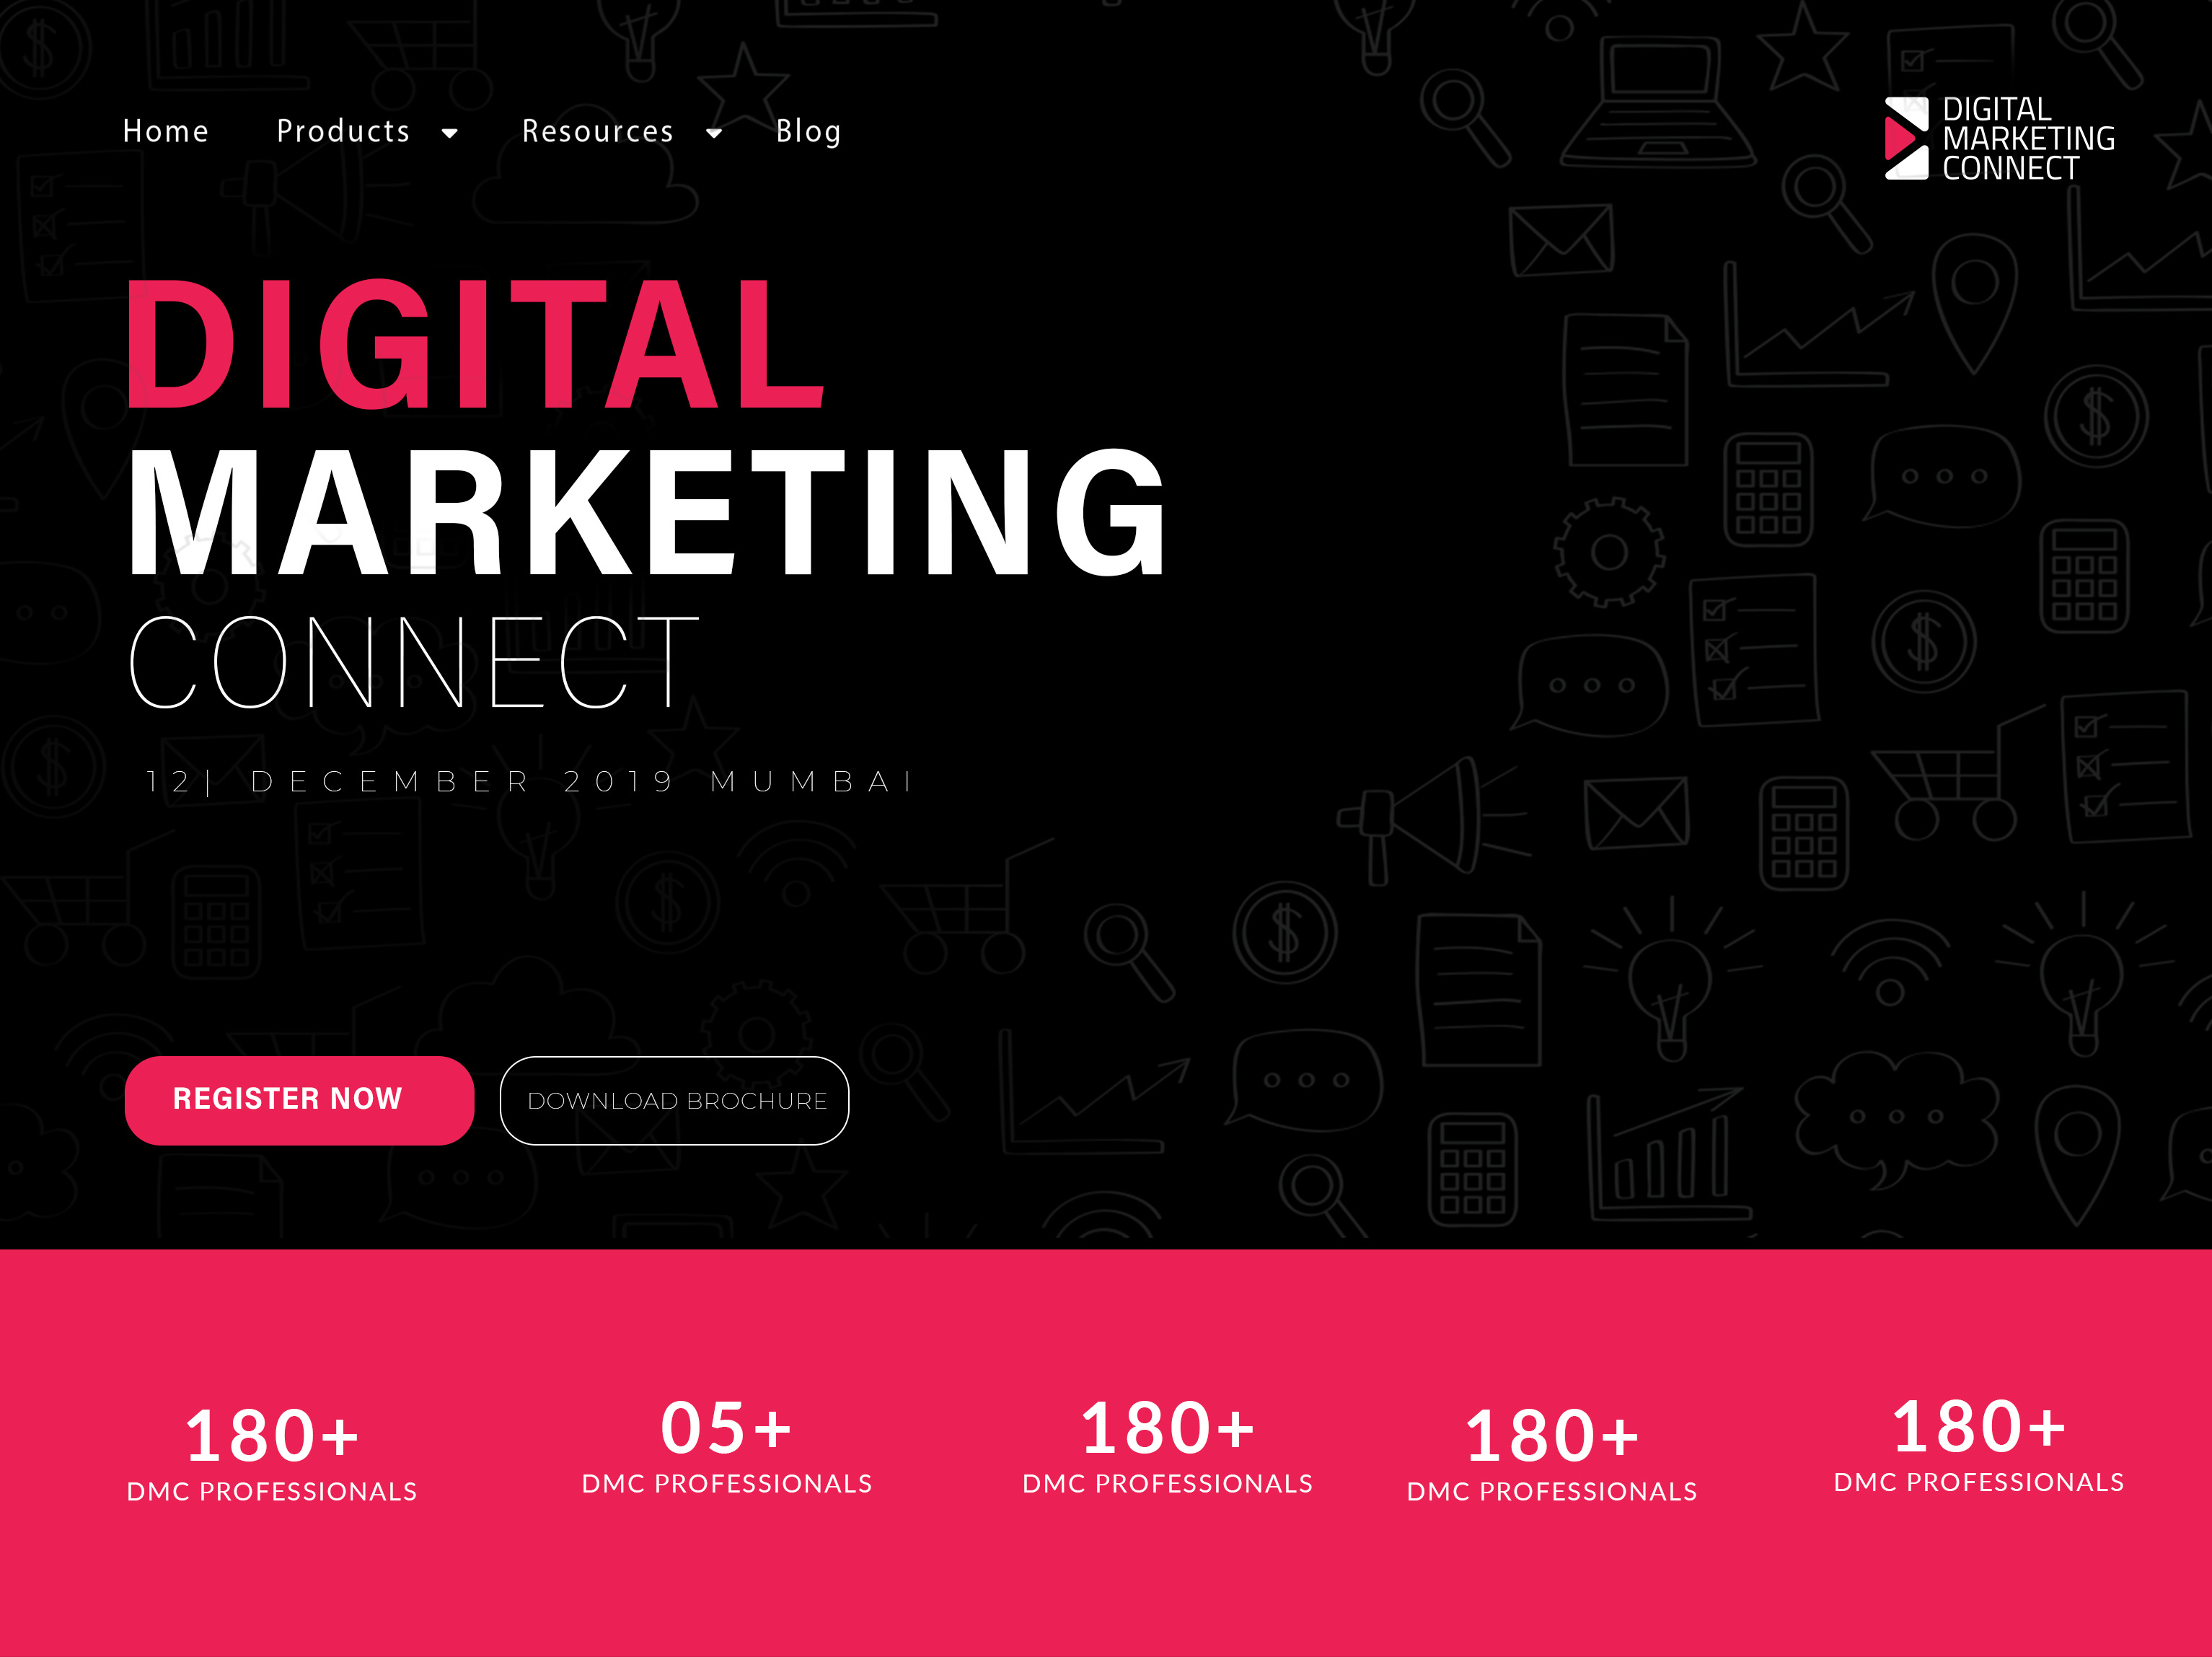 Home Products Resources Blog
DIGITAL
MARKETING
CONNECT
DIGITAL
MARKETING
CONNECT
12| DECEMBER 2019 MUMBAI
REGISTER NOW
DOWNLOAD BROCHURE
180+
DMC PROFESSIONALS
05+
DMC PROFESSIONALS
180+
DMC PROFESSIONALS
180+
DMC PROFESSIONALS
180+
DMC PROFESSIONALS